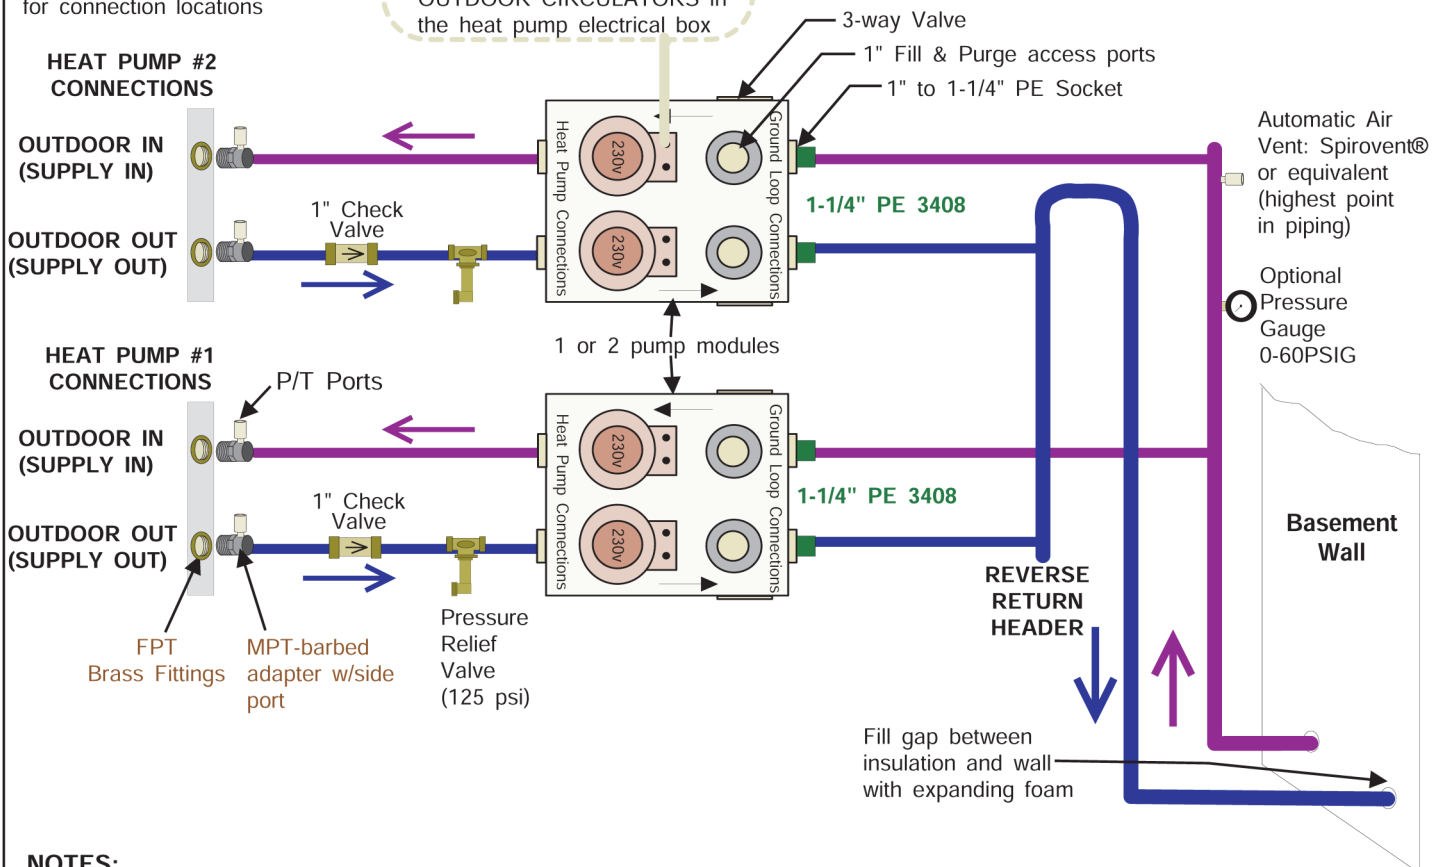 for connection locations
OUTDOOR CIRCULATORS in
the heat pump electrical box
3-way Valve
1" Fill & Purge access ports
1" to 1-1/4" PE Socket
HEAT PUMP #2
CONNECTIONS
OUTDOOR IN
(SUPPLY IN)
OUTDOOR OUT
(SUPPLY OUT)
1" Check
Valve
Heat Pump Connections
230v
230v
Ground Loop Connections
1-1/4" PE 3408
Automatic Air
Vent: Spirovent®
or equivalent
(highest point
in piping)
Optional
Pressure
Gauge
0-60PSIG
1 or 2 pump modules
HEAT PUMP #1
CONNECTIONS
P/T Ports
OUTDOOR IN
(SUPPLY IN)
OUTDOOR OUT
(SUPPLY OUT)
1" Check
Valve
Heat Pump Connections
230v
230v
Ground Loop Connections
1-1/4" PE 3408
Basement
Wall
REVERSE
RETURN
HEADER
FPT
Brass Fittings
MPT-barbed
adapter w/side
port
Pressure
Relief
Valve
(125 psi)
Fill gap between
insulation and wall
with expanding foam
NOTES: